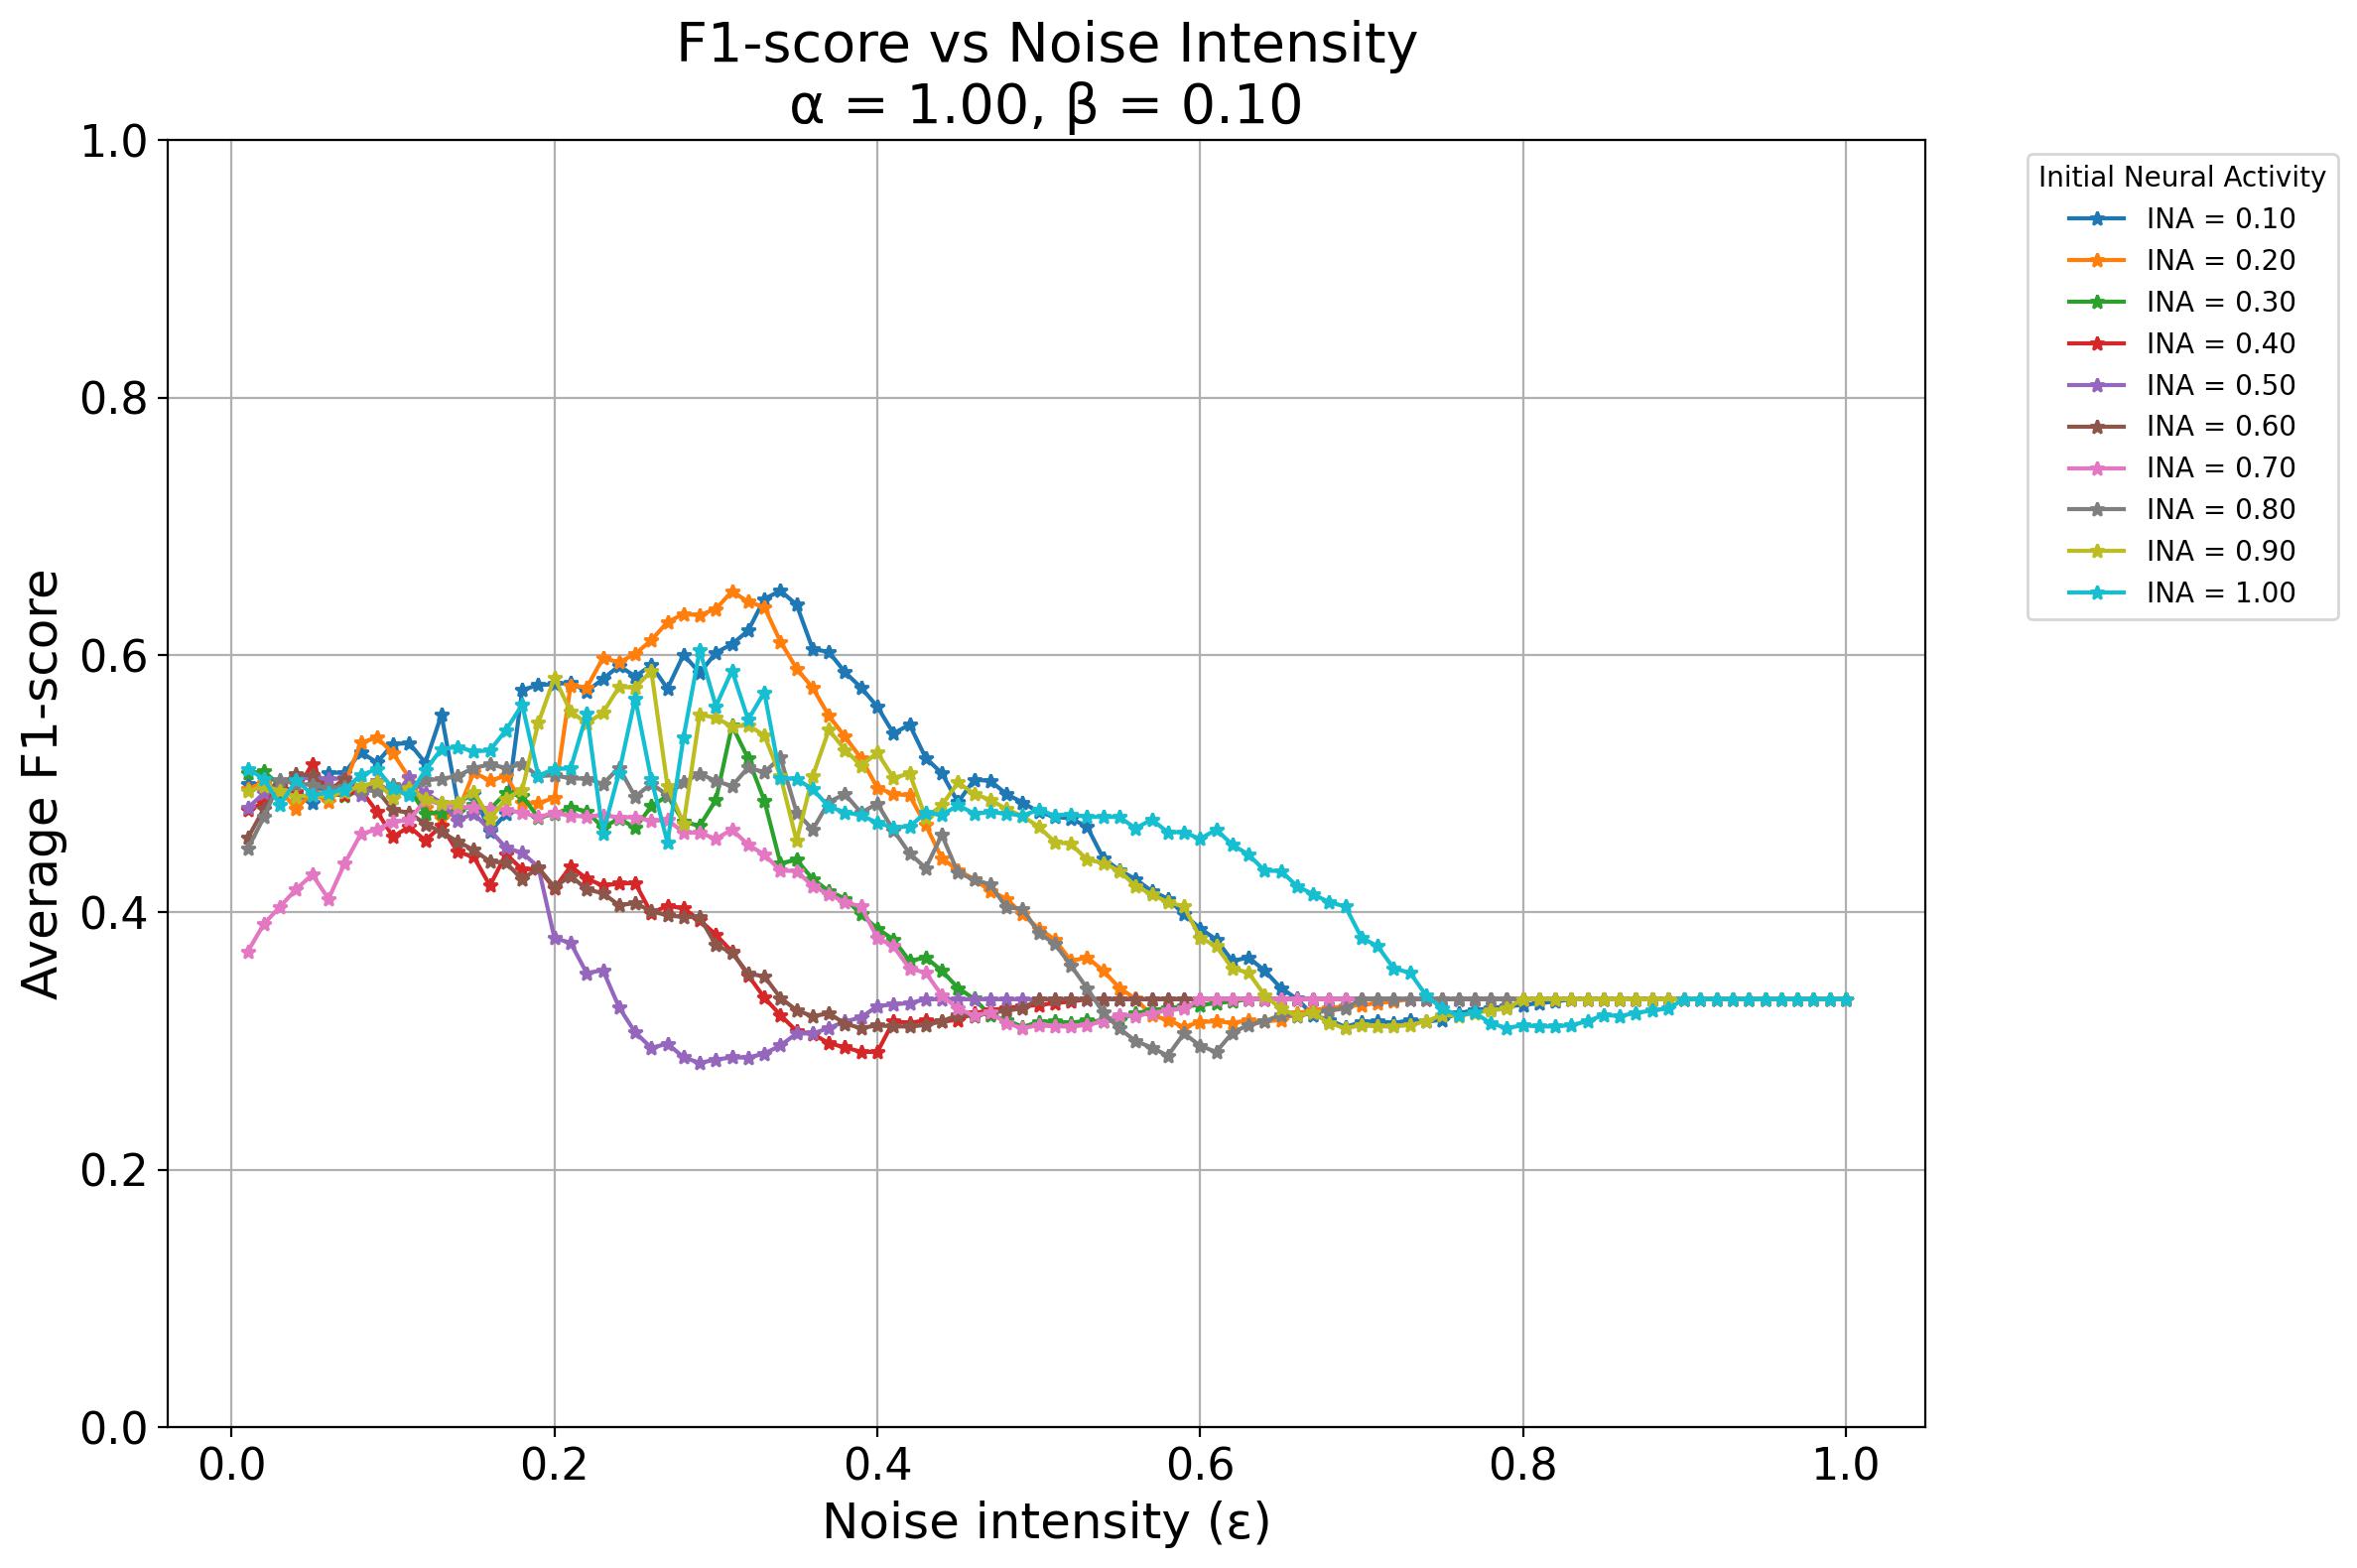 F1-score vs Noise Intensity
α = 1.00, β = 0.10
1.0
0.8
0.6
0.4
0.2
0.0
Average F1-score
0.0 0.2 0.4 0.6 0.8 1.0
Noise intensity (ε)
Initial Neural Activity
INA = 0.10
INA = 0.20
INA = 0.30
INA = 0.40
INA = 0.50
INA = 0.60
INA = 0.70
INA = 0.80
INA = 0.90
INA = 1.00